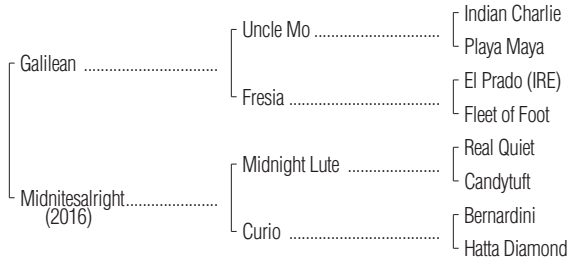 Indian Charlie
Uncle Mo ........................................
Playa Maya
Galilean ...........................................
El Prado (IRE)
Fresia .................................................
Fleet of Foot
Real Quiet
Midnight Lute ..............................
Candytuft
Midnitesalright.............................
(2016)
Bernardini
Curio .................................................
Hatta Diamond